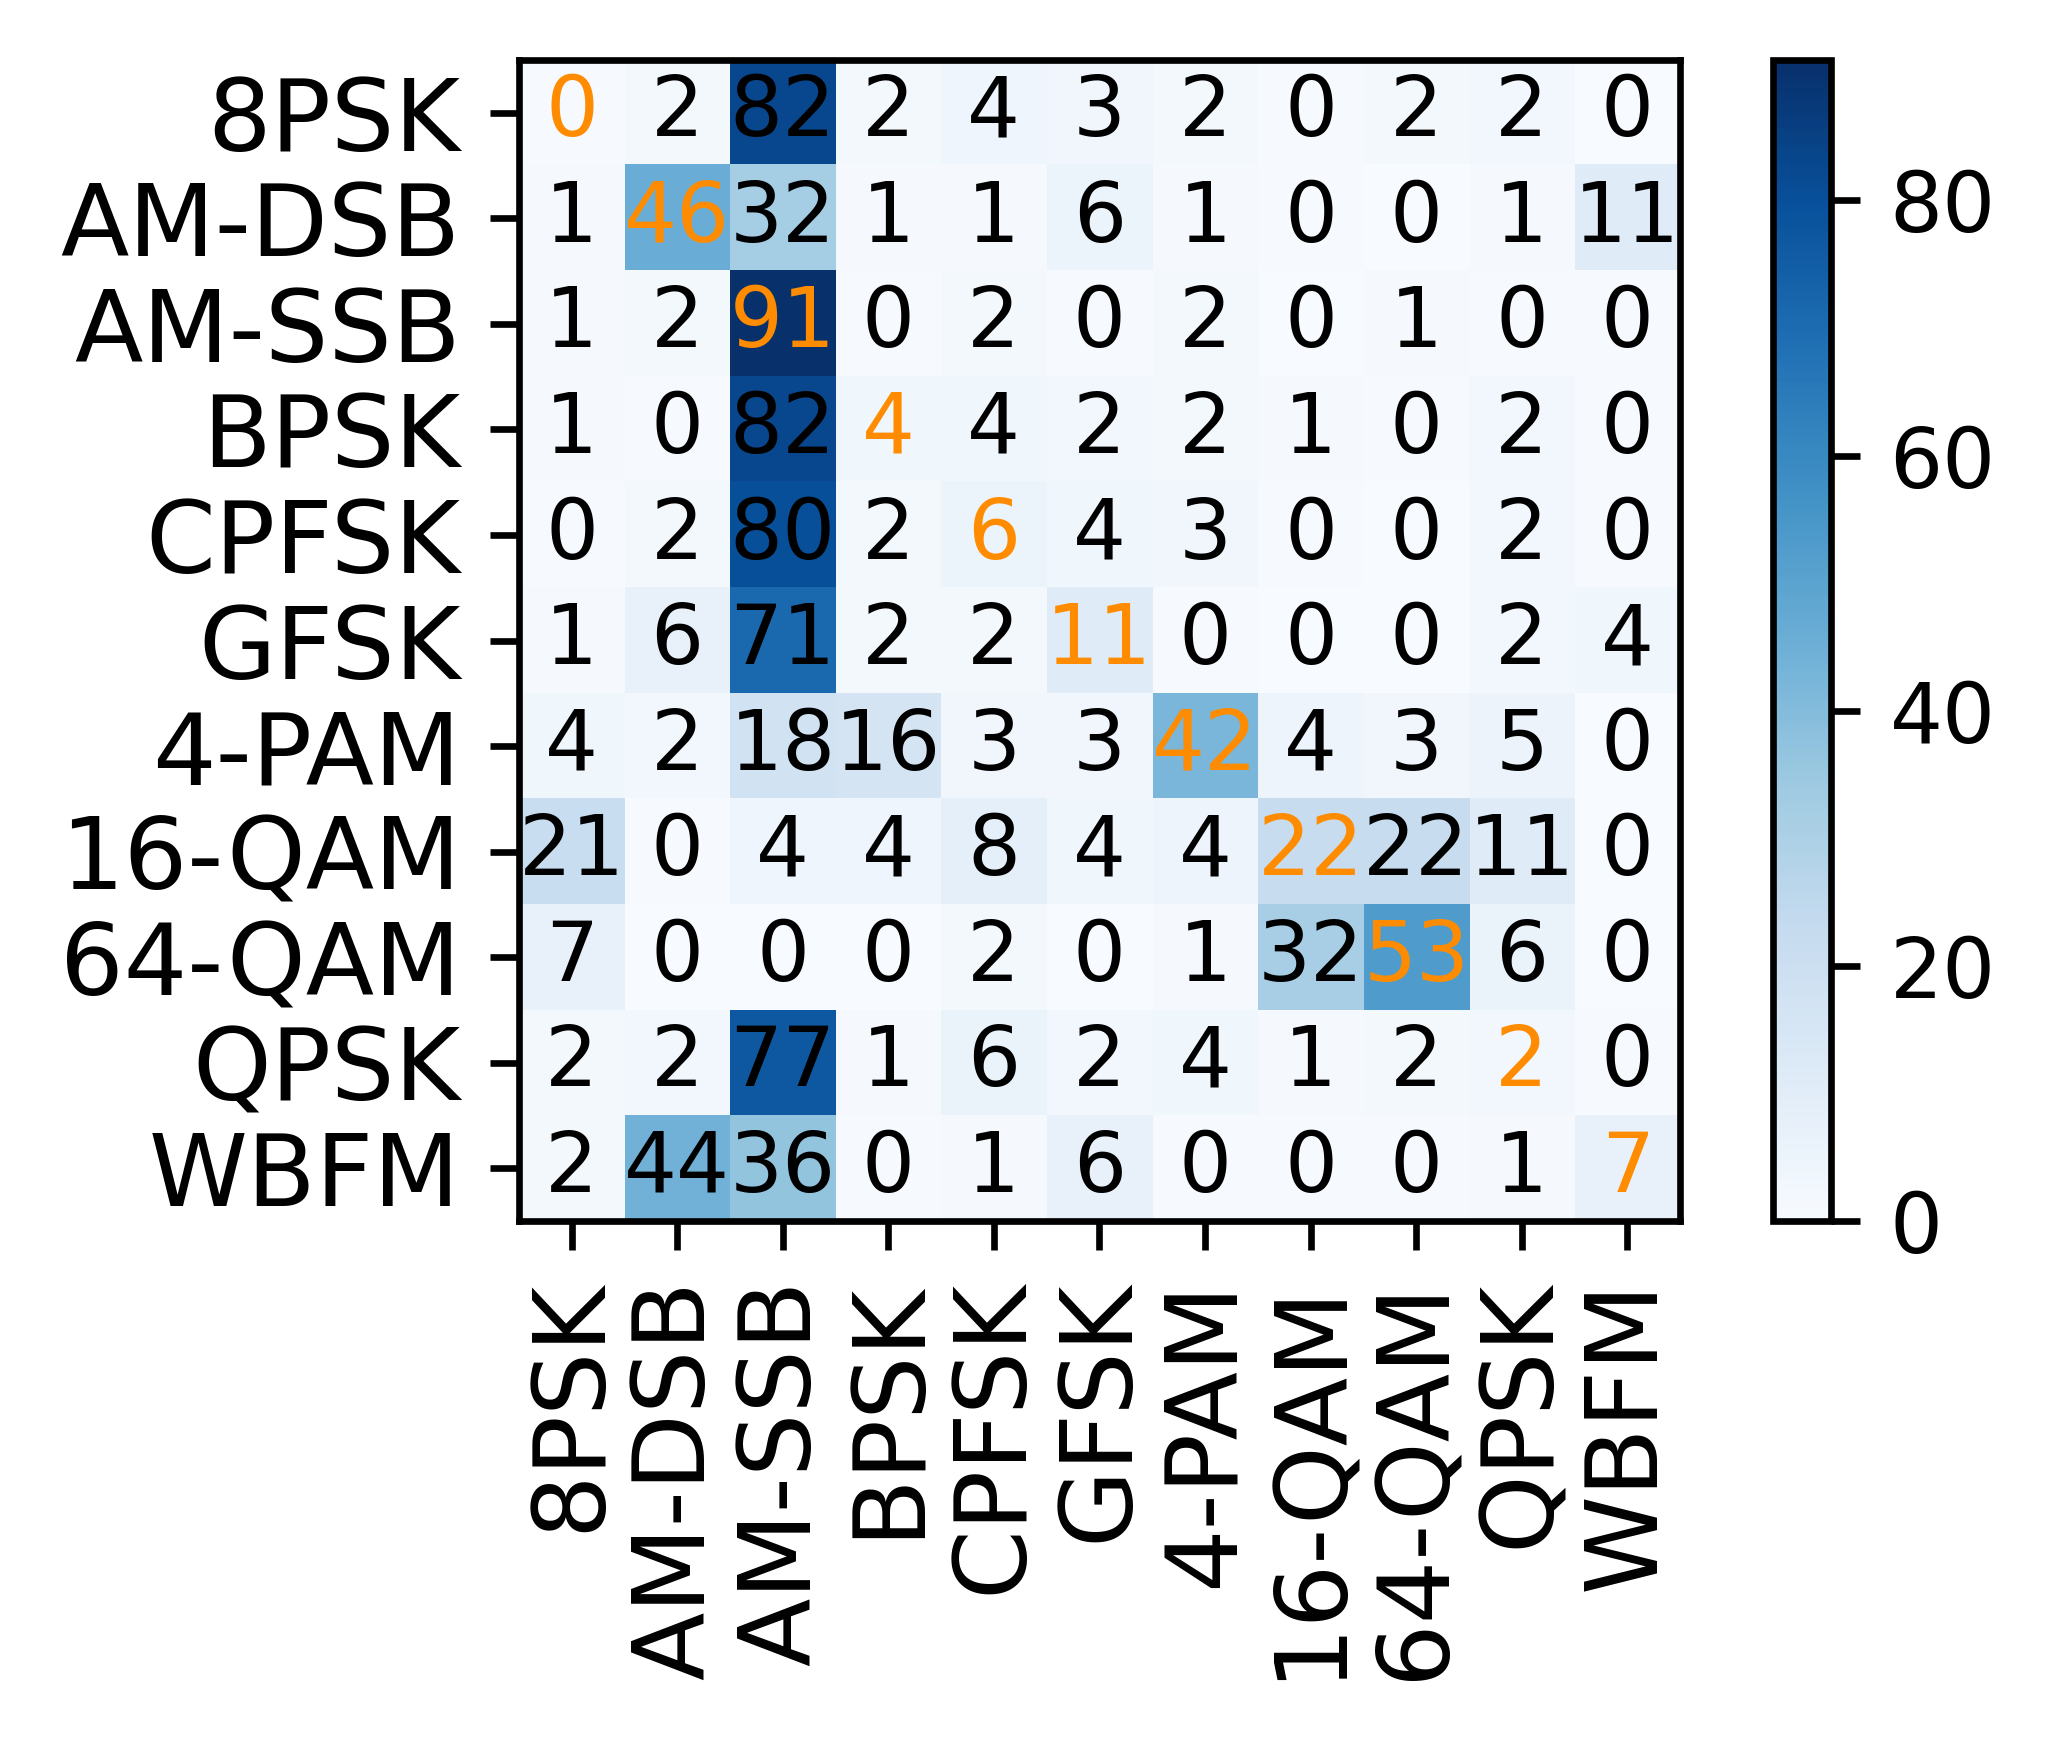 8PSK 0 2 82 2 4 3 2 0 2 2 0
AM-DSB 1 46 32 1 1 6 1 0 0 1 11
AM-SSB 1 2 91 0 2 0 2 0 1 0 0
BPSK 1 0 82 4 4 2 2 1 0 2 0
CPFSK 0 2 80 2 6 4 3 0 0 2 0
GFSK 1 6 71 2 2 11 0 0 0 2 4
4-PAM 4 2 18 16 3 3 42 4 3 5 0
16-QAM 21 0 4 4 8 4 4 22 22 11 0
64-QAM 7 0 0 0 2 0 1 32 53 6 0
QPSK 2 2 77 1 6 2 4 1 2 2 0
WBFM 2 44 36 0 1 6 0 0 0 1 7
8PSK
AM-DSB
AM-SSB
BPSK
CPFSK
GFSK
4-PAM
16-QAM
64-QAM
QPSK
WBFM
80
60
40
20
0